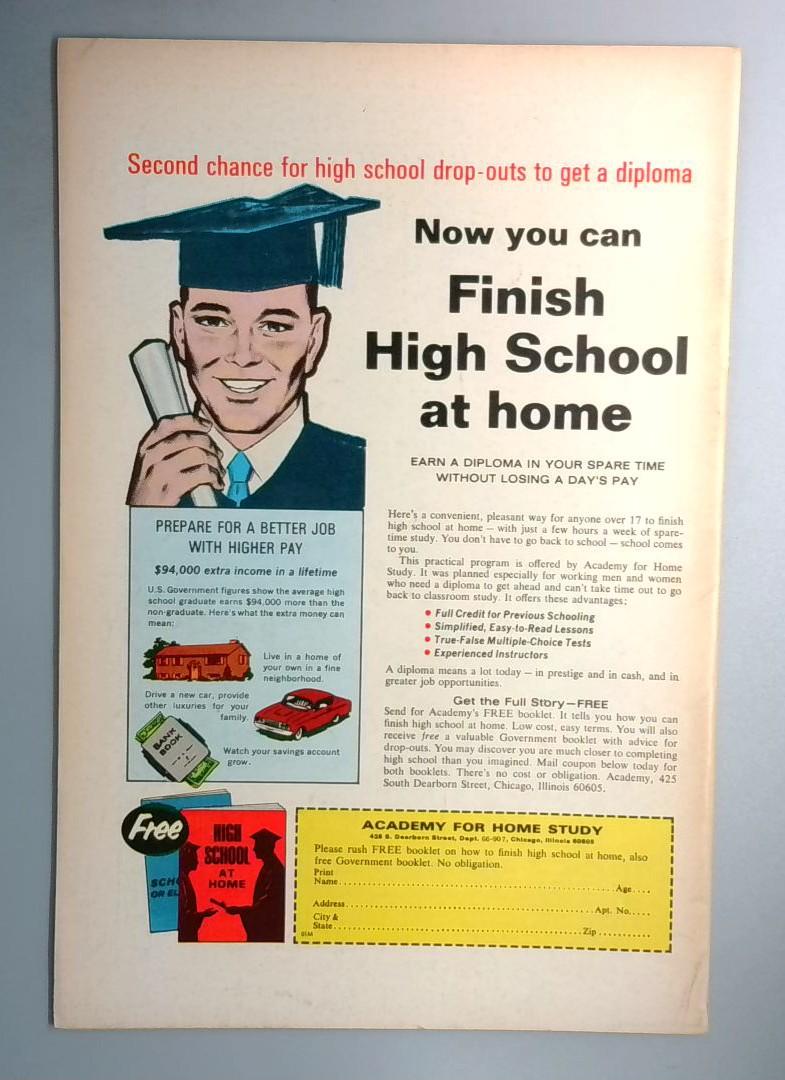 Second chance for high school drop-outs to get a diploma
Now you can
Finish
High School
at home
EARN A DIPLOMA IN YOUR SPARE TIME
WITHOUT LOSING A DAY'S PAY
PREPARE FOR A BETTER JOB
WITH HIGHER PAY
$94,000 extra income in a lifetime
U.S. Government figures show the average high
school graduate earns $94,000 more than the
non-graduate. Here's what the extra money can
mean:
Live in a home of
your own in a fine
neighborhood.
Drive a new car, provide
other luxuries for your
family.
BANK
BOOK
Watch your savings account
grow.
Here's a convenient, pleasant way for anyone over 17 to finish
high school at home — with just a few hours a week of spare-
time study. You don't have to go back to school — school comes
to you.
This practical program is offered by Academy for Home
Study. It was planned especially for working men and women
who need a diploma to get ahead and can't take time out to go
back to classroom study. It offers these advantages:
• Full Credit for Previous Schooling
• Simplified, Easy-to-Read Lessons
• True-False Multiple-Choice Tests
• Experienced Instructors
A diploma means a lot today — in prestige and in cash, and in
greater job opportunities.
Get the Full Story—FREE
Send for Academy's FREE booklet. It tells you how you can
finish high school at home. Low cost, easy terms. You will also
receive free a valuable Government booklet with advice for
drop-outs. You may discover you are much closer to completing
high school than you imagined. Mail coupon below today for
both booklets. There's no cost or obligation. Academy, 425
South Dearborn Street, Chicago, Illinois 60605.
Free
SCHO
OR EL
HIGH
SCHOOL
AT
HOME
ACADEMY FOR HOME STUDY
425 S. Dearborn Street, Dept. 66-907, Chicago, Illinois 60605
Please rush FREE booklet on how to finish high school at home, also
free Government booklet. No obligation.
Print
Name..........Age....
Address..........Apt. No.....
City &
State..........Zip..........